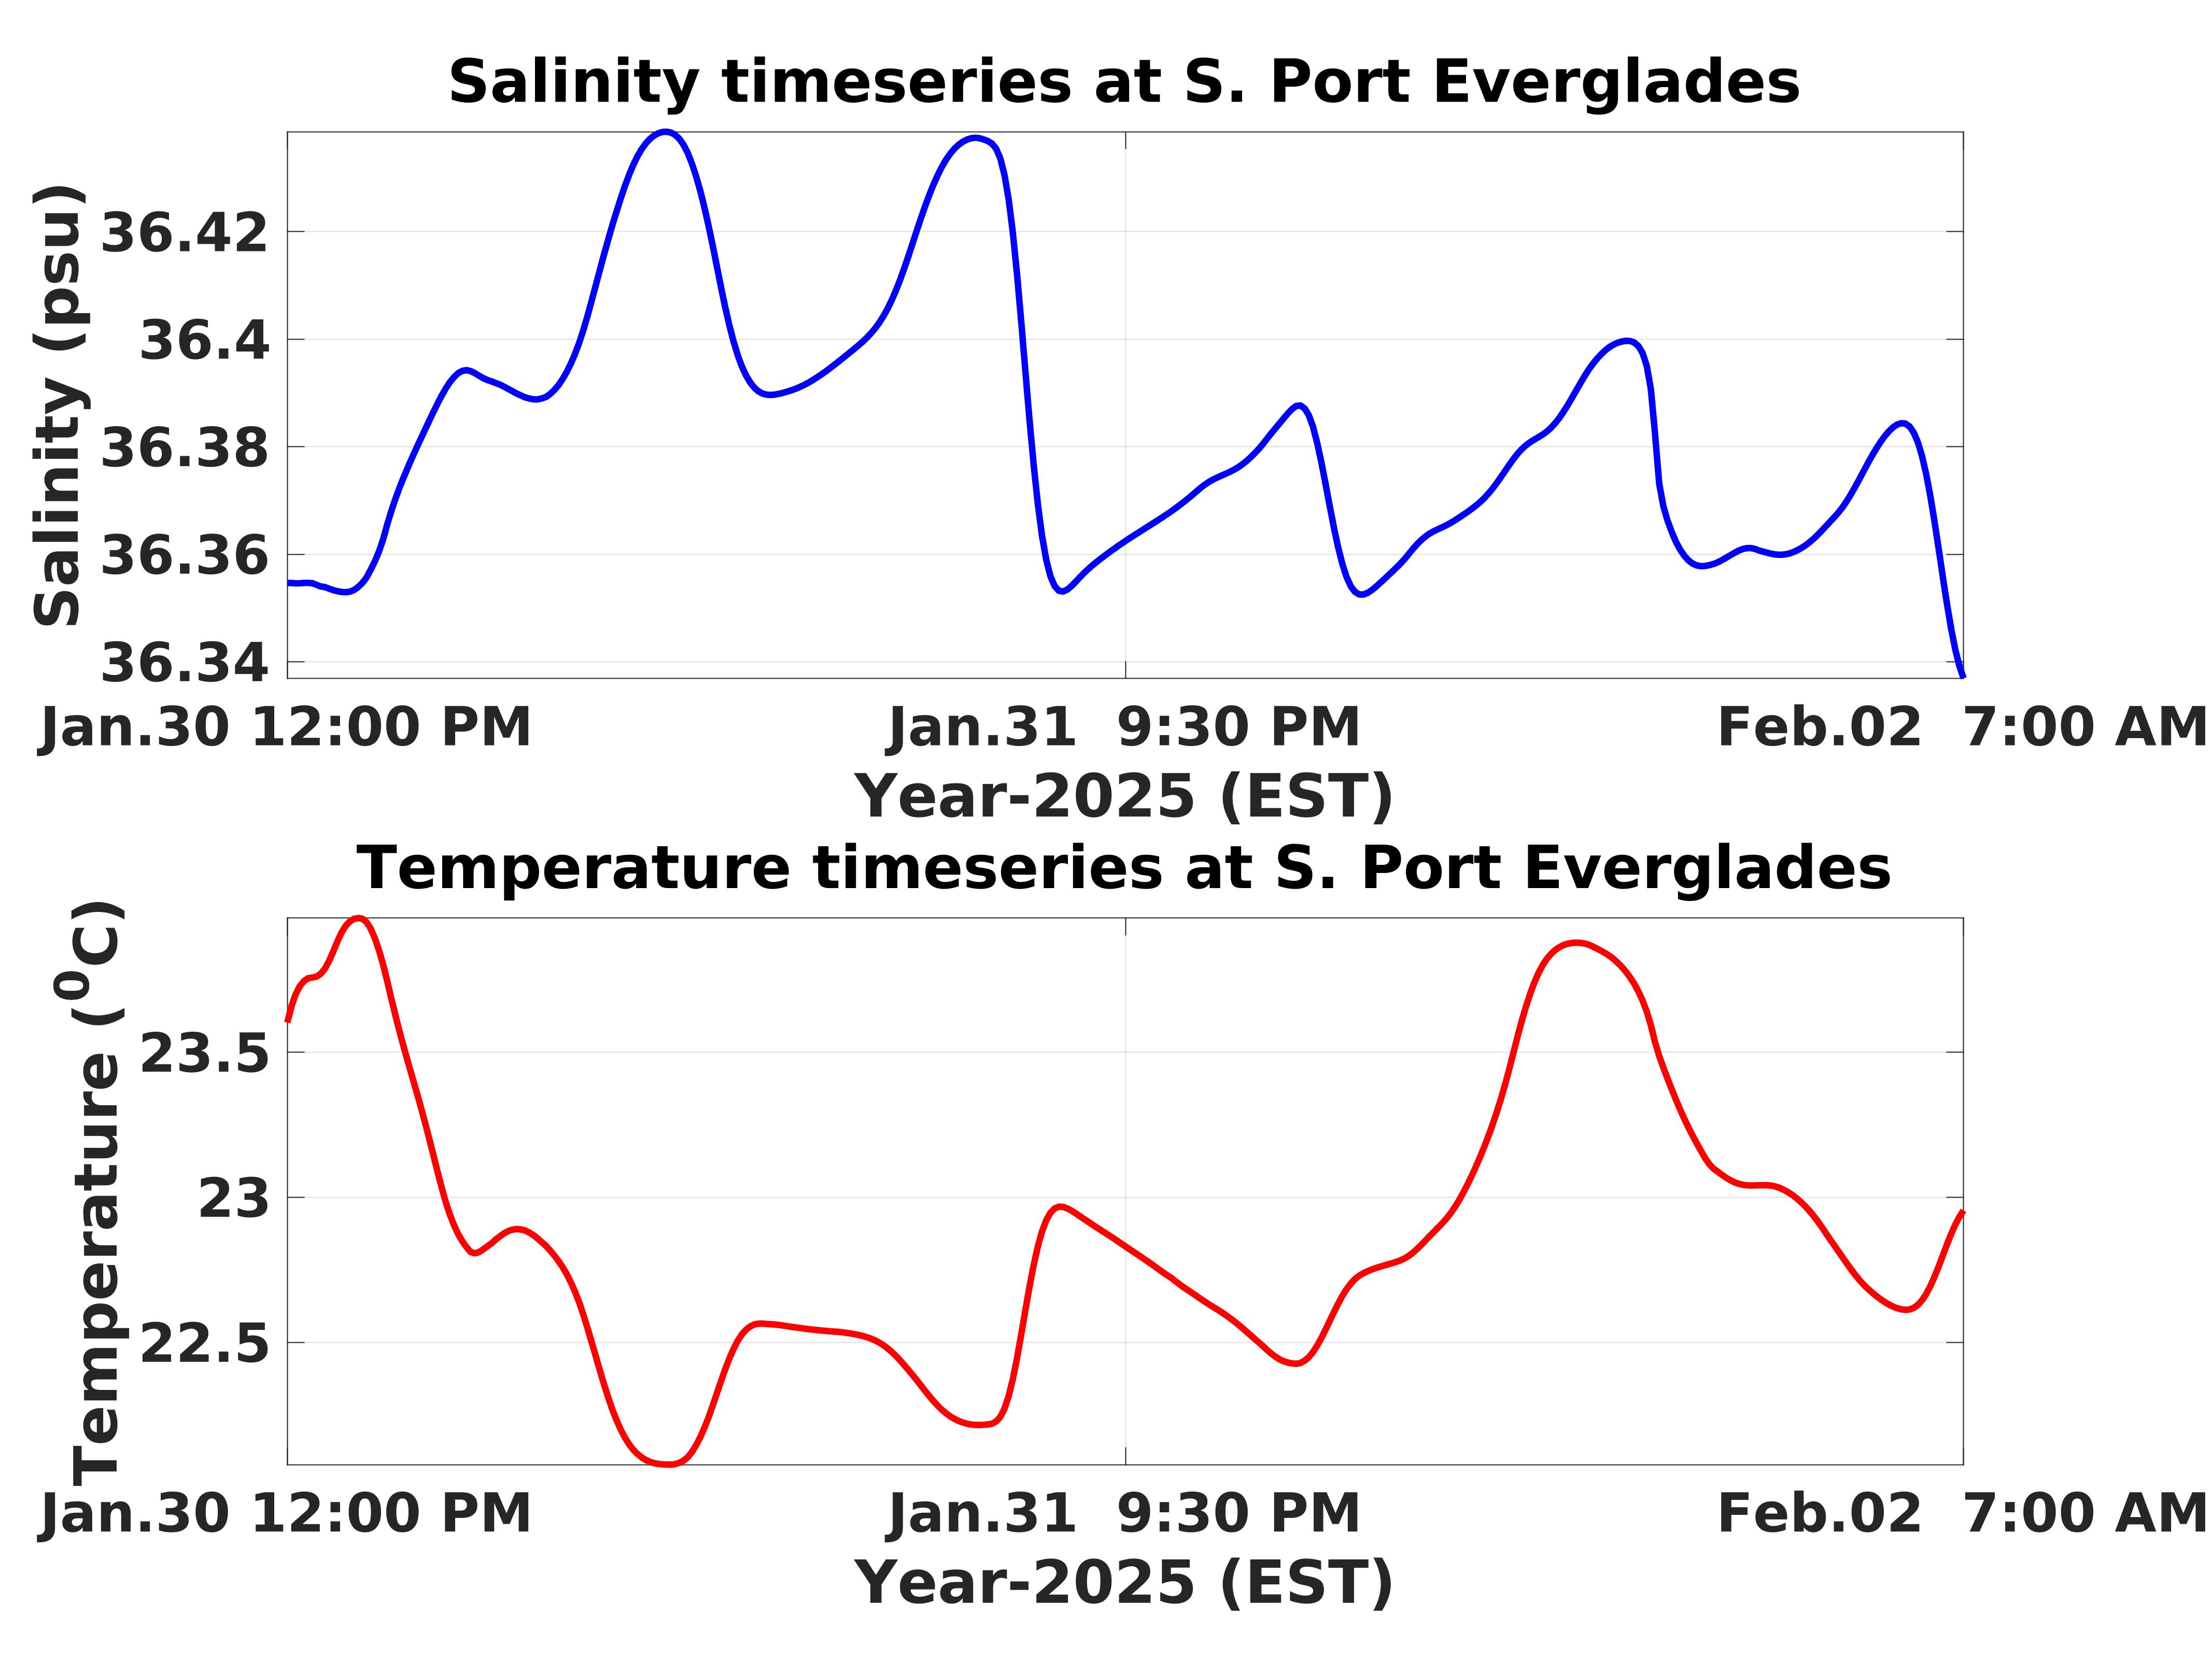 Salinity timeseries at S. Port Everglades
Salinity (psu)
36.42
36.4
36.38
36.36
36.34
Jan.30 12:00 PM Jan.31 9:30 PM Feb.02 7:00 AM
Year-2025 (EST)
Temperature timeseries at S. Port Everglades
Temperature (⁰C)
23.5
23
22.5
Jan.30 12:00 PM Jan.31 9:30 PM Feb.02 7:00 AM
Year-2025 (EST)